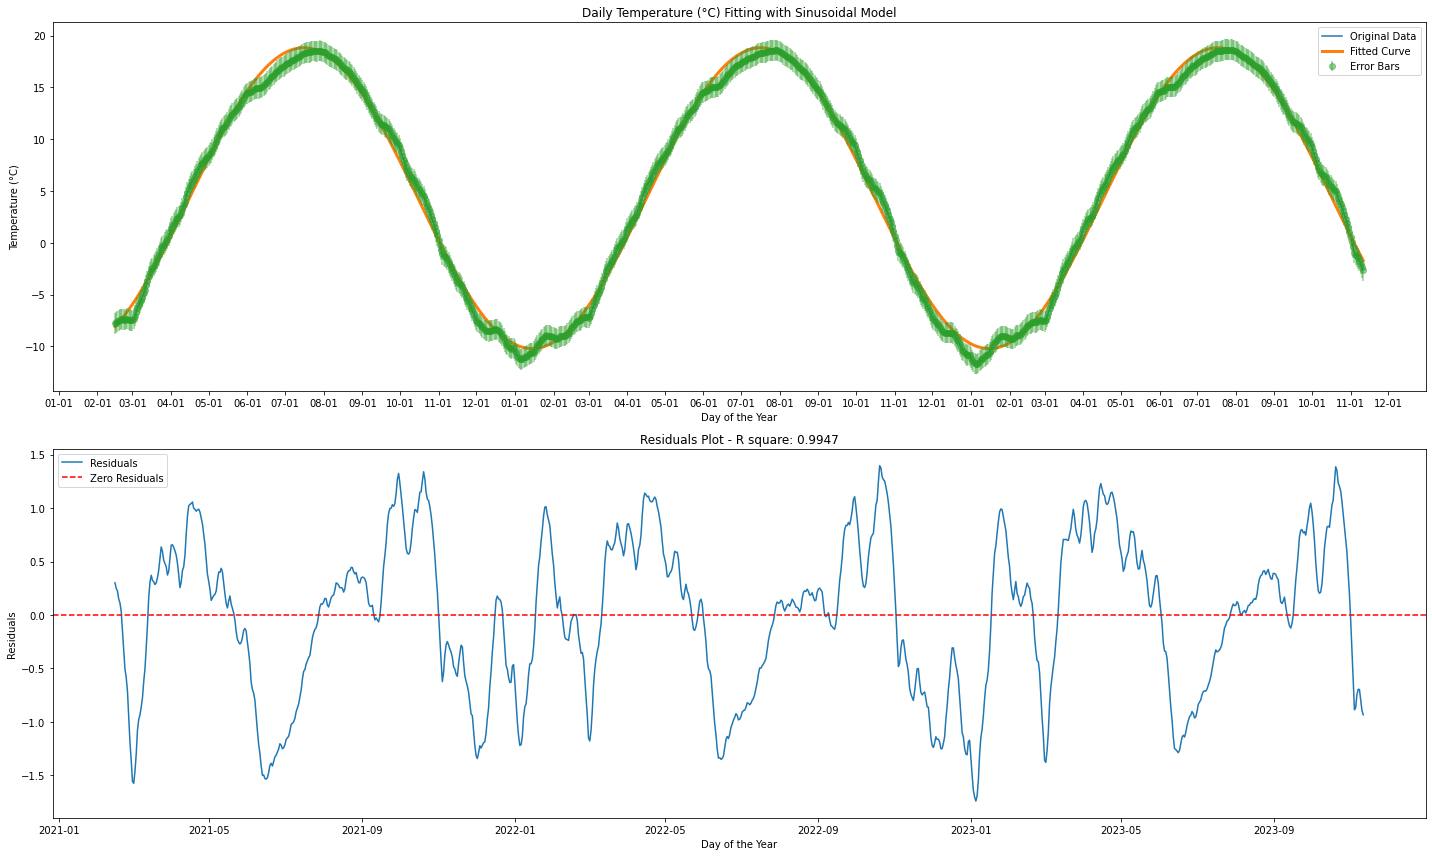 Daily Temperature (°C) Fitting with Sinusoidal Model
Original Data
Fitted Curve
Error Bars
Temperature (°C)
20
15
10
5
0
−5
−10
01-01 02-01 03-01 04-01 05-01 06-01 07-01 08-01 09-01 10-01 11-01 12-01 01-01 02-01 03-01 04-01 05-01 06-01 07-01 08-01 09-01 10-01 11-01 12-01 01-01 02-01 03-01 04-01 05-01 06-01 07-01 08-01 09-01 10-01 11-01 12-01
Day of the Year
Residuals Plot - R square: 0.9947
Residuals
Zero Residuals
Residuals
1.5
1.0
0.5
0.0
−0.5
−1.0
−1.5
2021-01 2021-05 2021-09 2022-01 2022-05 2022-09 2023-01 2023-05 2023-09
Day of the Year